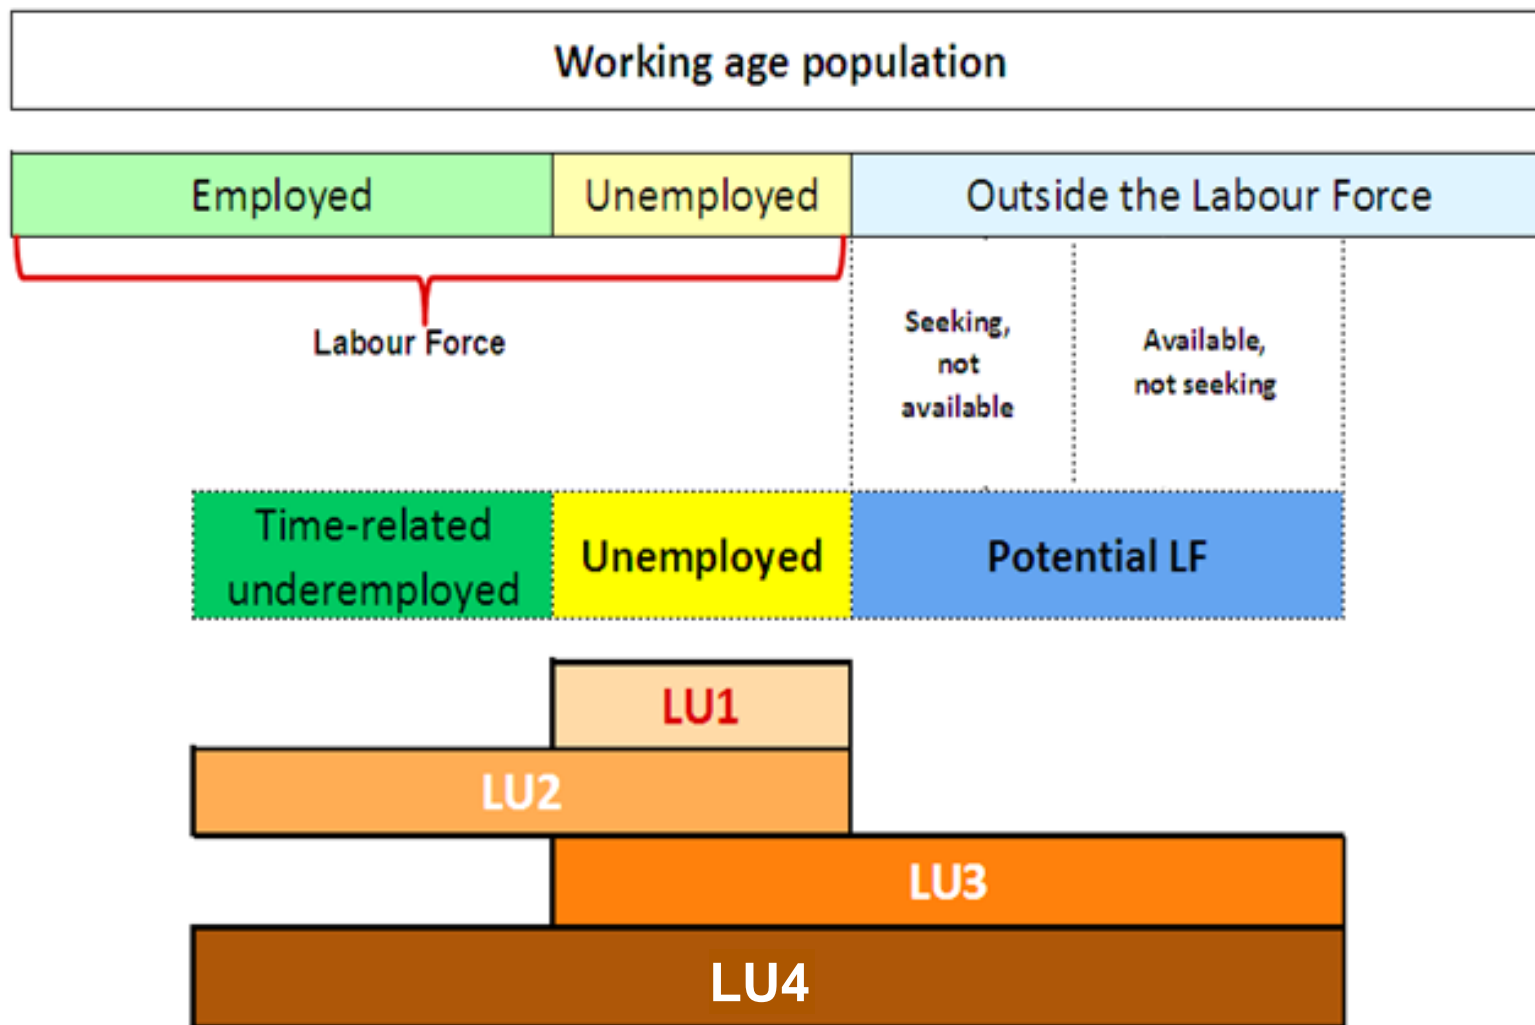 Working age population
Employed
Unemployed
Outside the Labour Force
Labour Force
Seeking,
not
available
Available,
not seeking
Time-related
underemployed
Unemployed
Potential LF
LU1
LU2
LU3
LU4